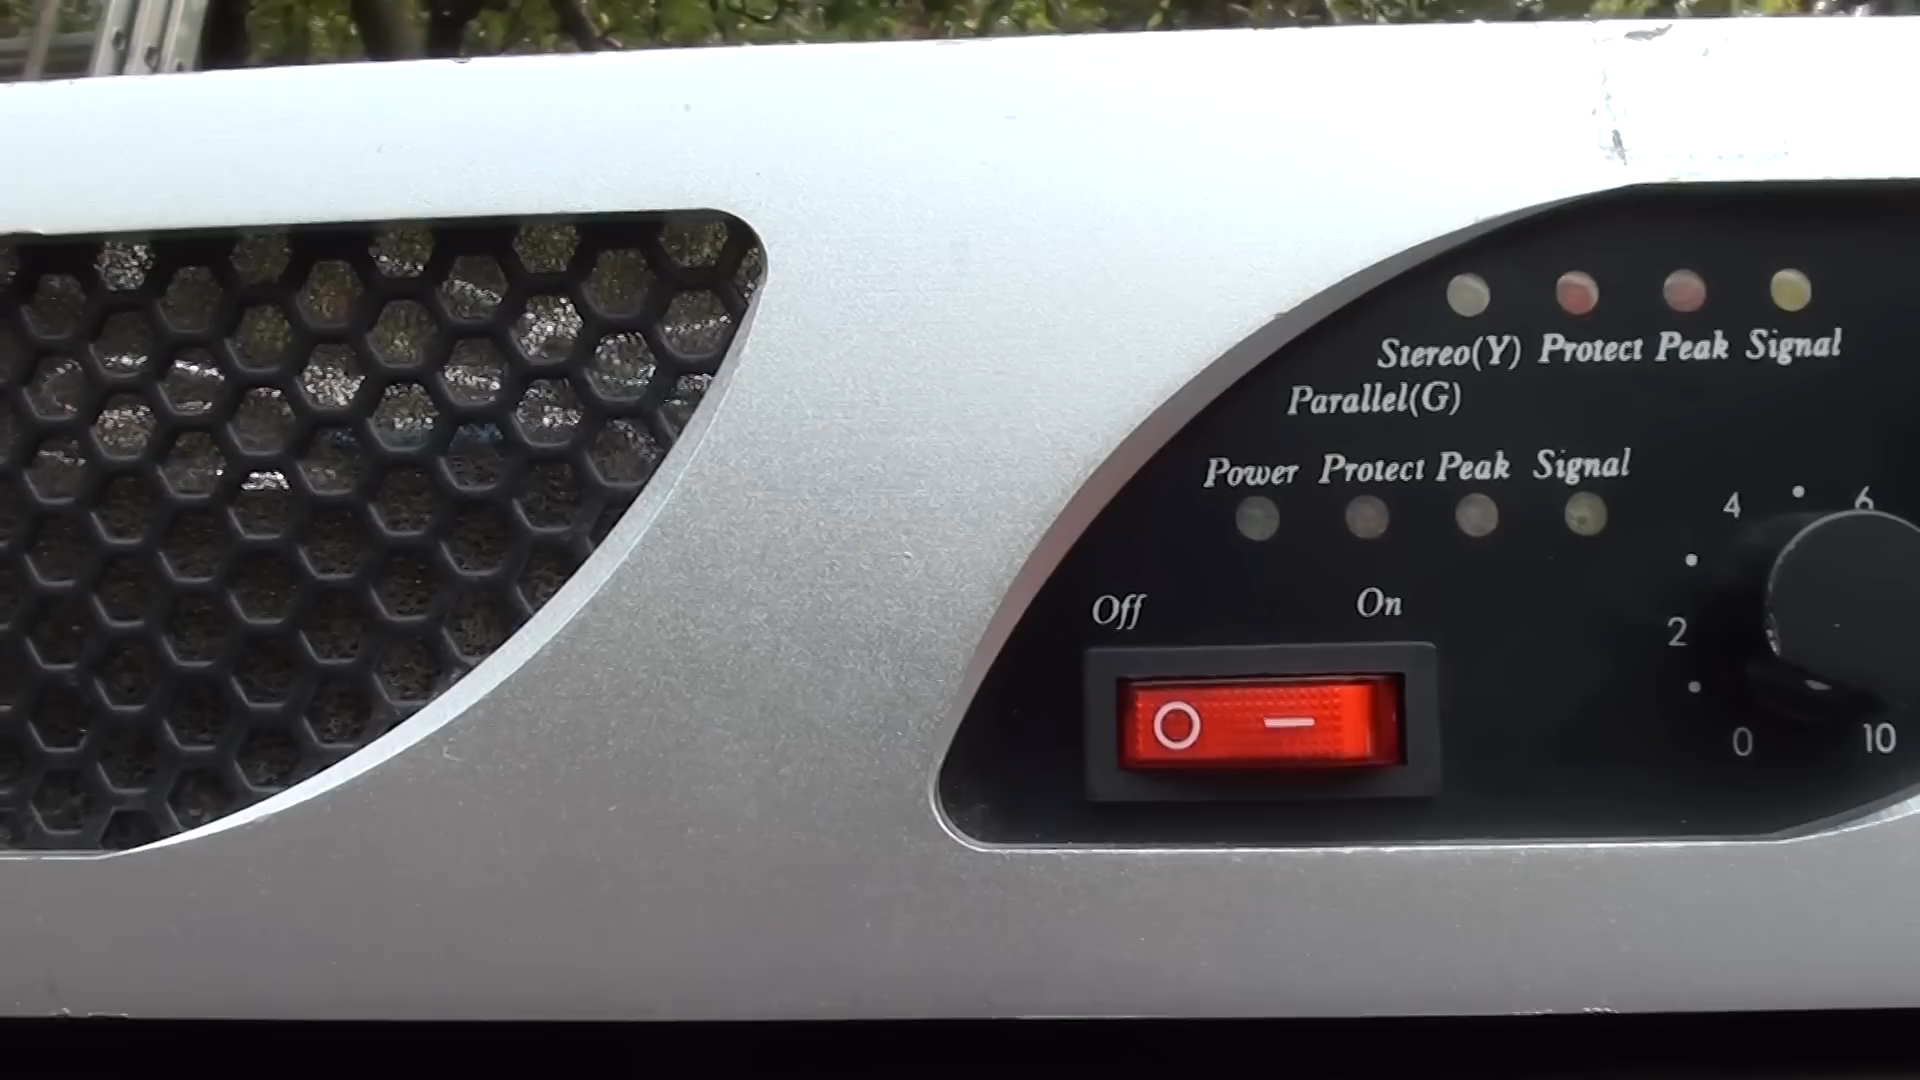 Stereo(Y) Protect Peak Signal
Parallel(G)
Power Protect Peak Signal
4 6
Off On
2
0 10